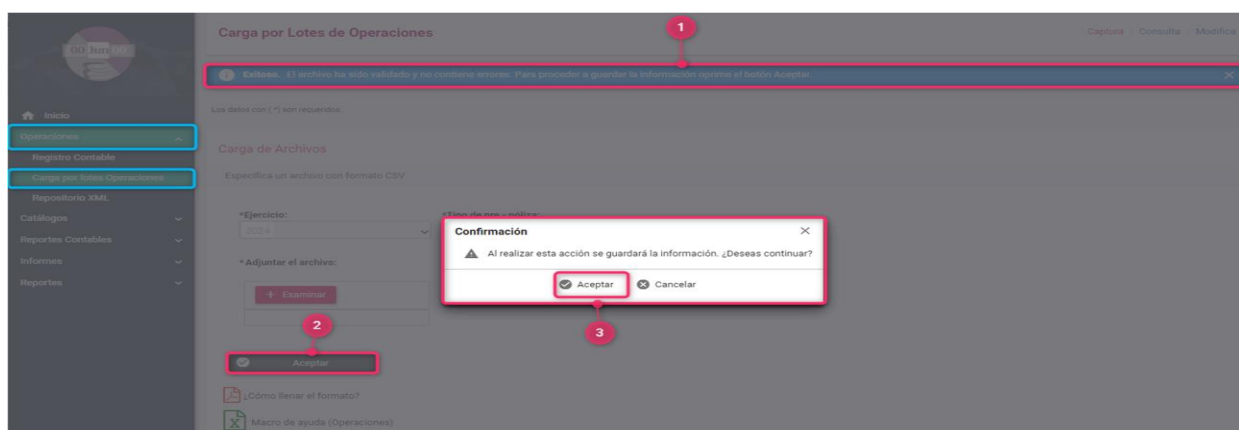 Carga por Lotes de Operaciones
1
Captura Consulta Modifica
Exitoso. El archivo ha sido validado y no contiene errores. Para proceder a guardar la información oprime el botón Aceptar.
Los datos con ( *) son requeridos.
Inicio
Operaciones
Registro Contable
Carga por lotes Operaciones
Repositorio XML
Catálogos
Reportes Contables
Informes
Reportes
Carga de Archivos
Especifica un archivo con formato CSV
*Ejercicio:
*Tipo de pre - póliza:
2024
Confirmación
Al realizar esta acción se guardará la información. ¿Deseas continuar?
Aceptar
Cancelar
3
*Adjuntar el archivo:
Examinar
2
Aceptar
¿Cómo llenar el formato?
Macro de ayuda (Operaciones)